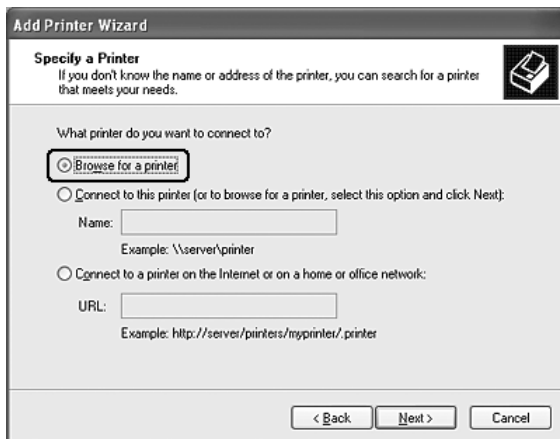 Add Printer Wizard
Specify a Printer
If you don't know the name or address of the printer, you can search for a printer
that meets your needs.
What printer do you want to connect to?
Browse for a printer
Connect to this printer (or to browse for a printer, select this option and click Next):
Name:
Example: \\server\printer
Connect to a printer on the Internet or on a home or office network:
URL:
Example: http://server/printers/myprinter/.printer
< Back
Next >
Cancel